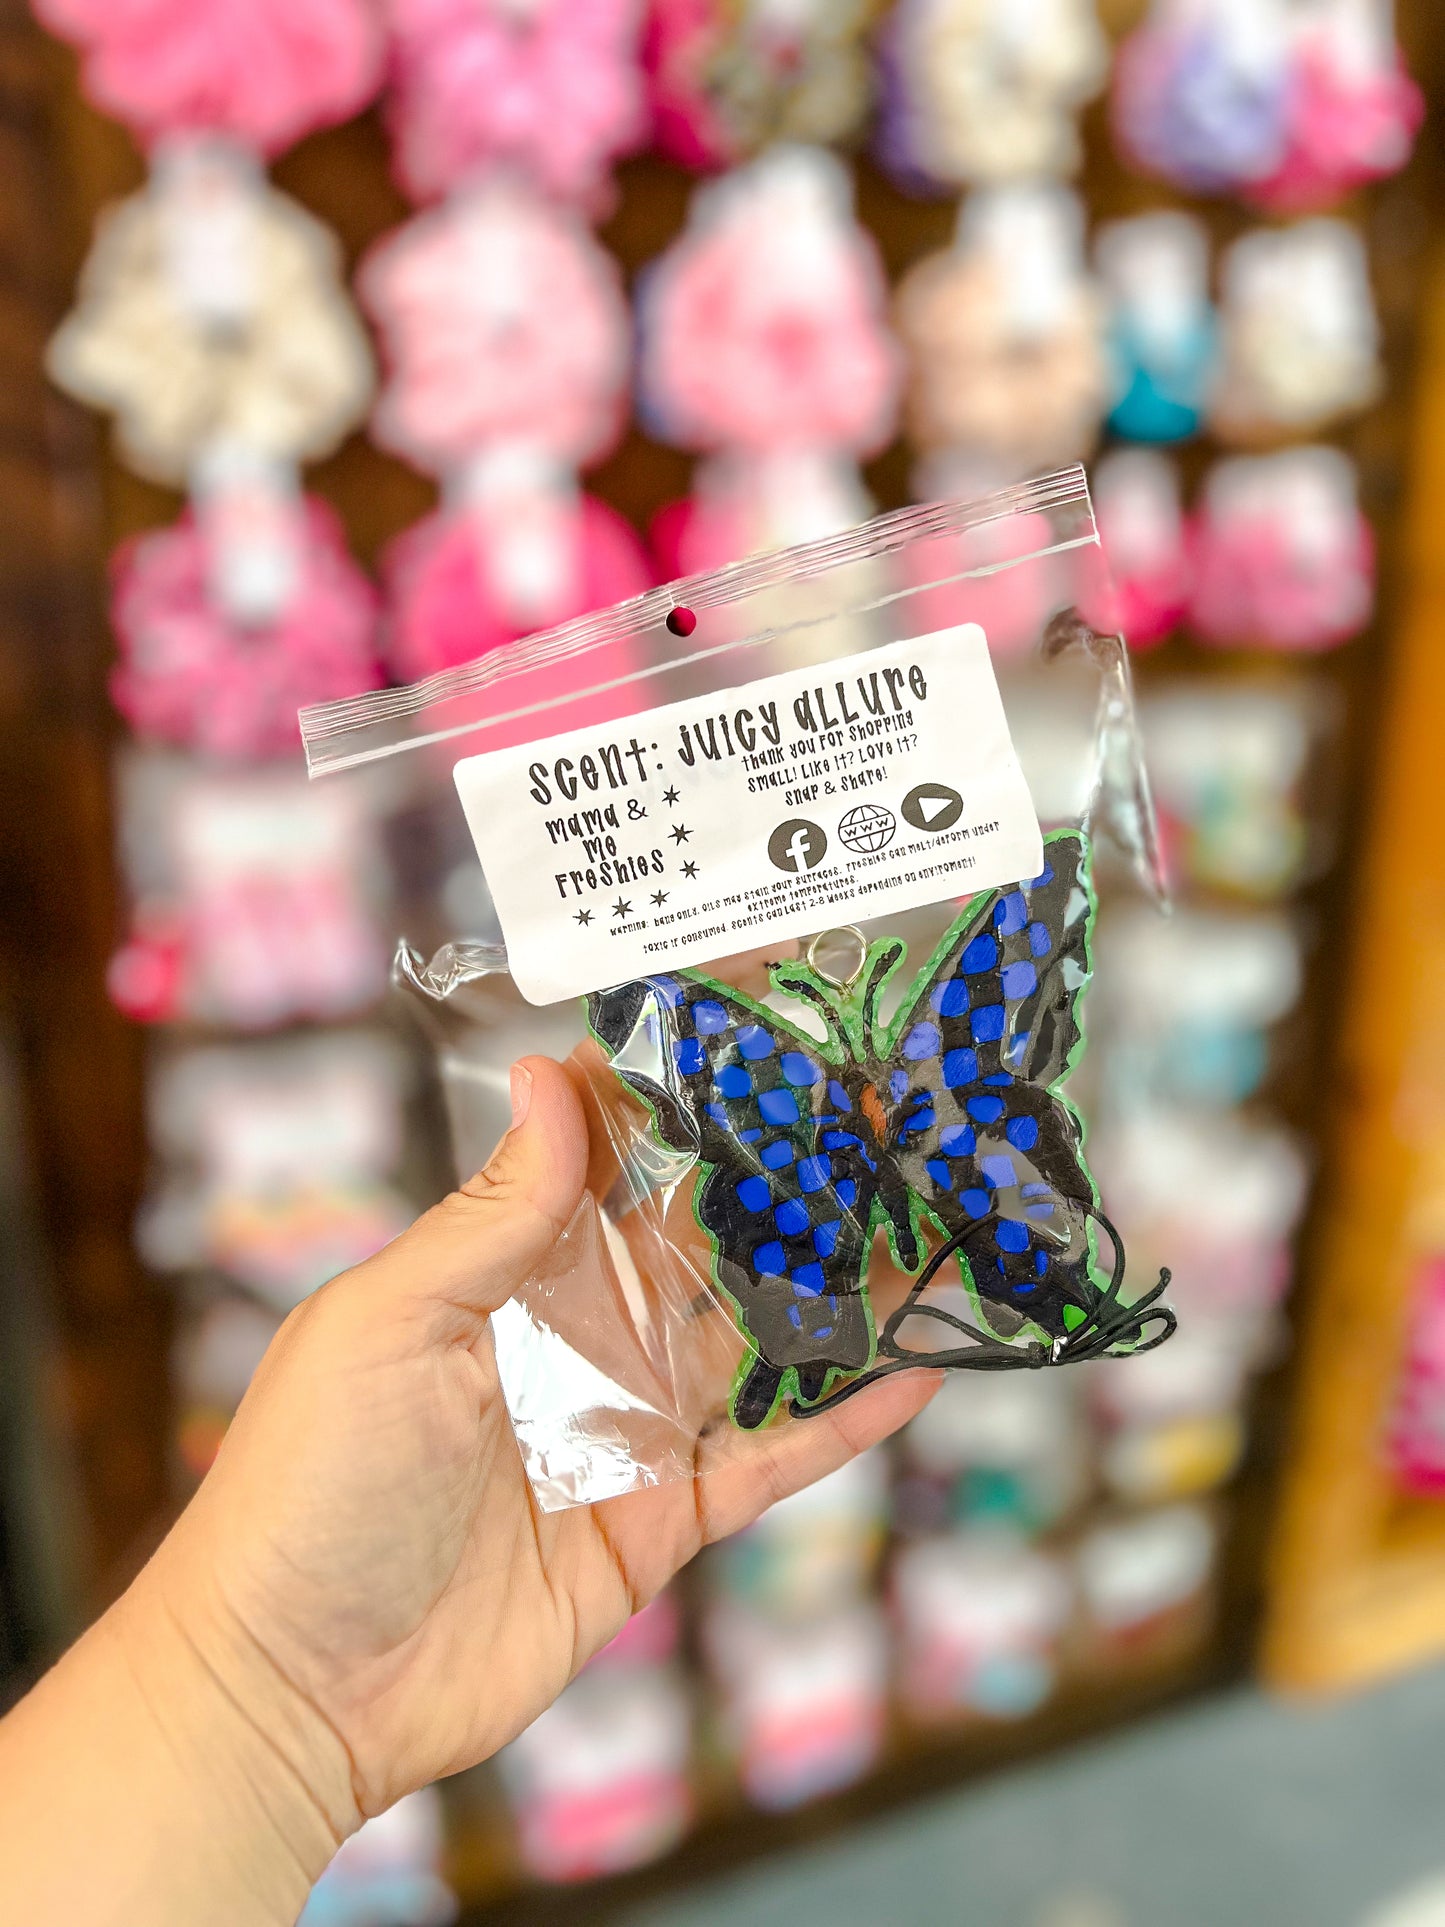 Scent: Juicy Allure
Mama &
Me
Freshies
Thank you for shopping
small! Like it? Love it?
Snap & Share!
f
WWW
Warning: Hang only. Oils may stain your surfaces. Freshies can melt/deform under
extreme temperatures.
Toxic if consumed. Scents can last 2-8 weeks depending on enviroment!